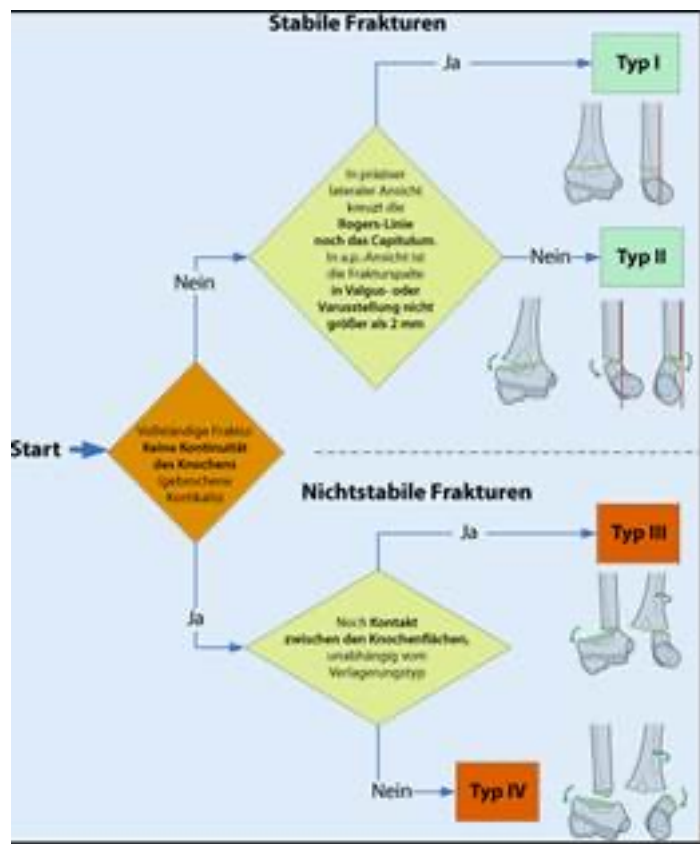 Stabile Frakturen
Ja
Typ I
In präziser
lateraler Ansicht
kreuzt die
Rogers-Linie
noch das Capitulum.
In a.p.-Ansicht ist
die Frakturspalte
in Valgus- oder
Varusstellung nicht
größer als 2 mm
Nein
Typ II
Nein
Start
Vollständige Fraktur
Keine Kontinuität
des Knochens
(gebrochene
Kortikalis)
Nichtstabile Frakturen
Ja
Typ III
Ja
Noch Kontakt
zwischen den Knochenflächen,
unabhängig vom
Verlagerungstyp
Nein
Typ IV